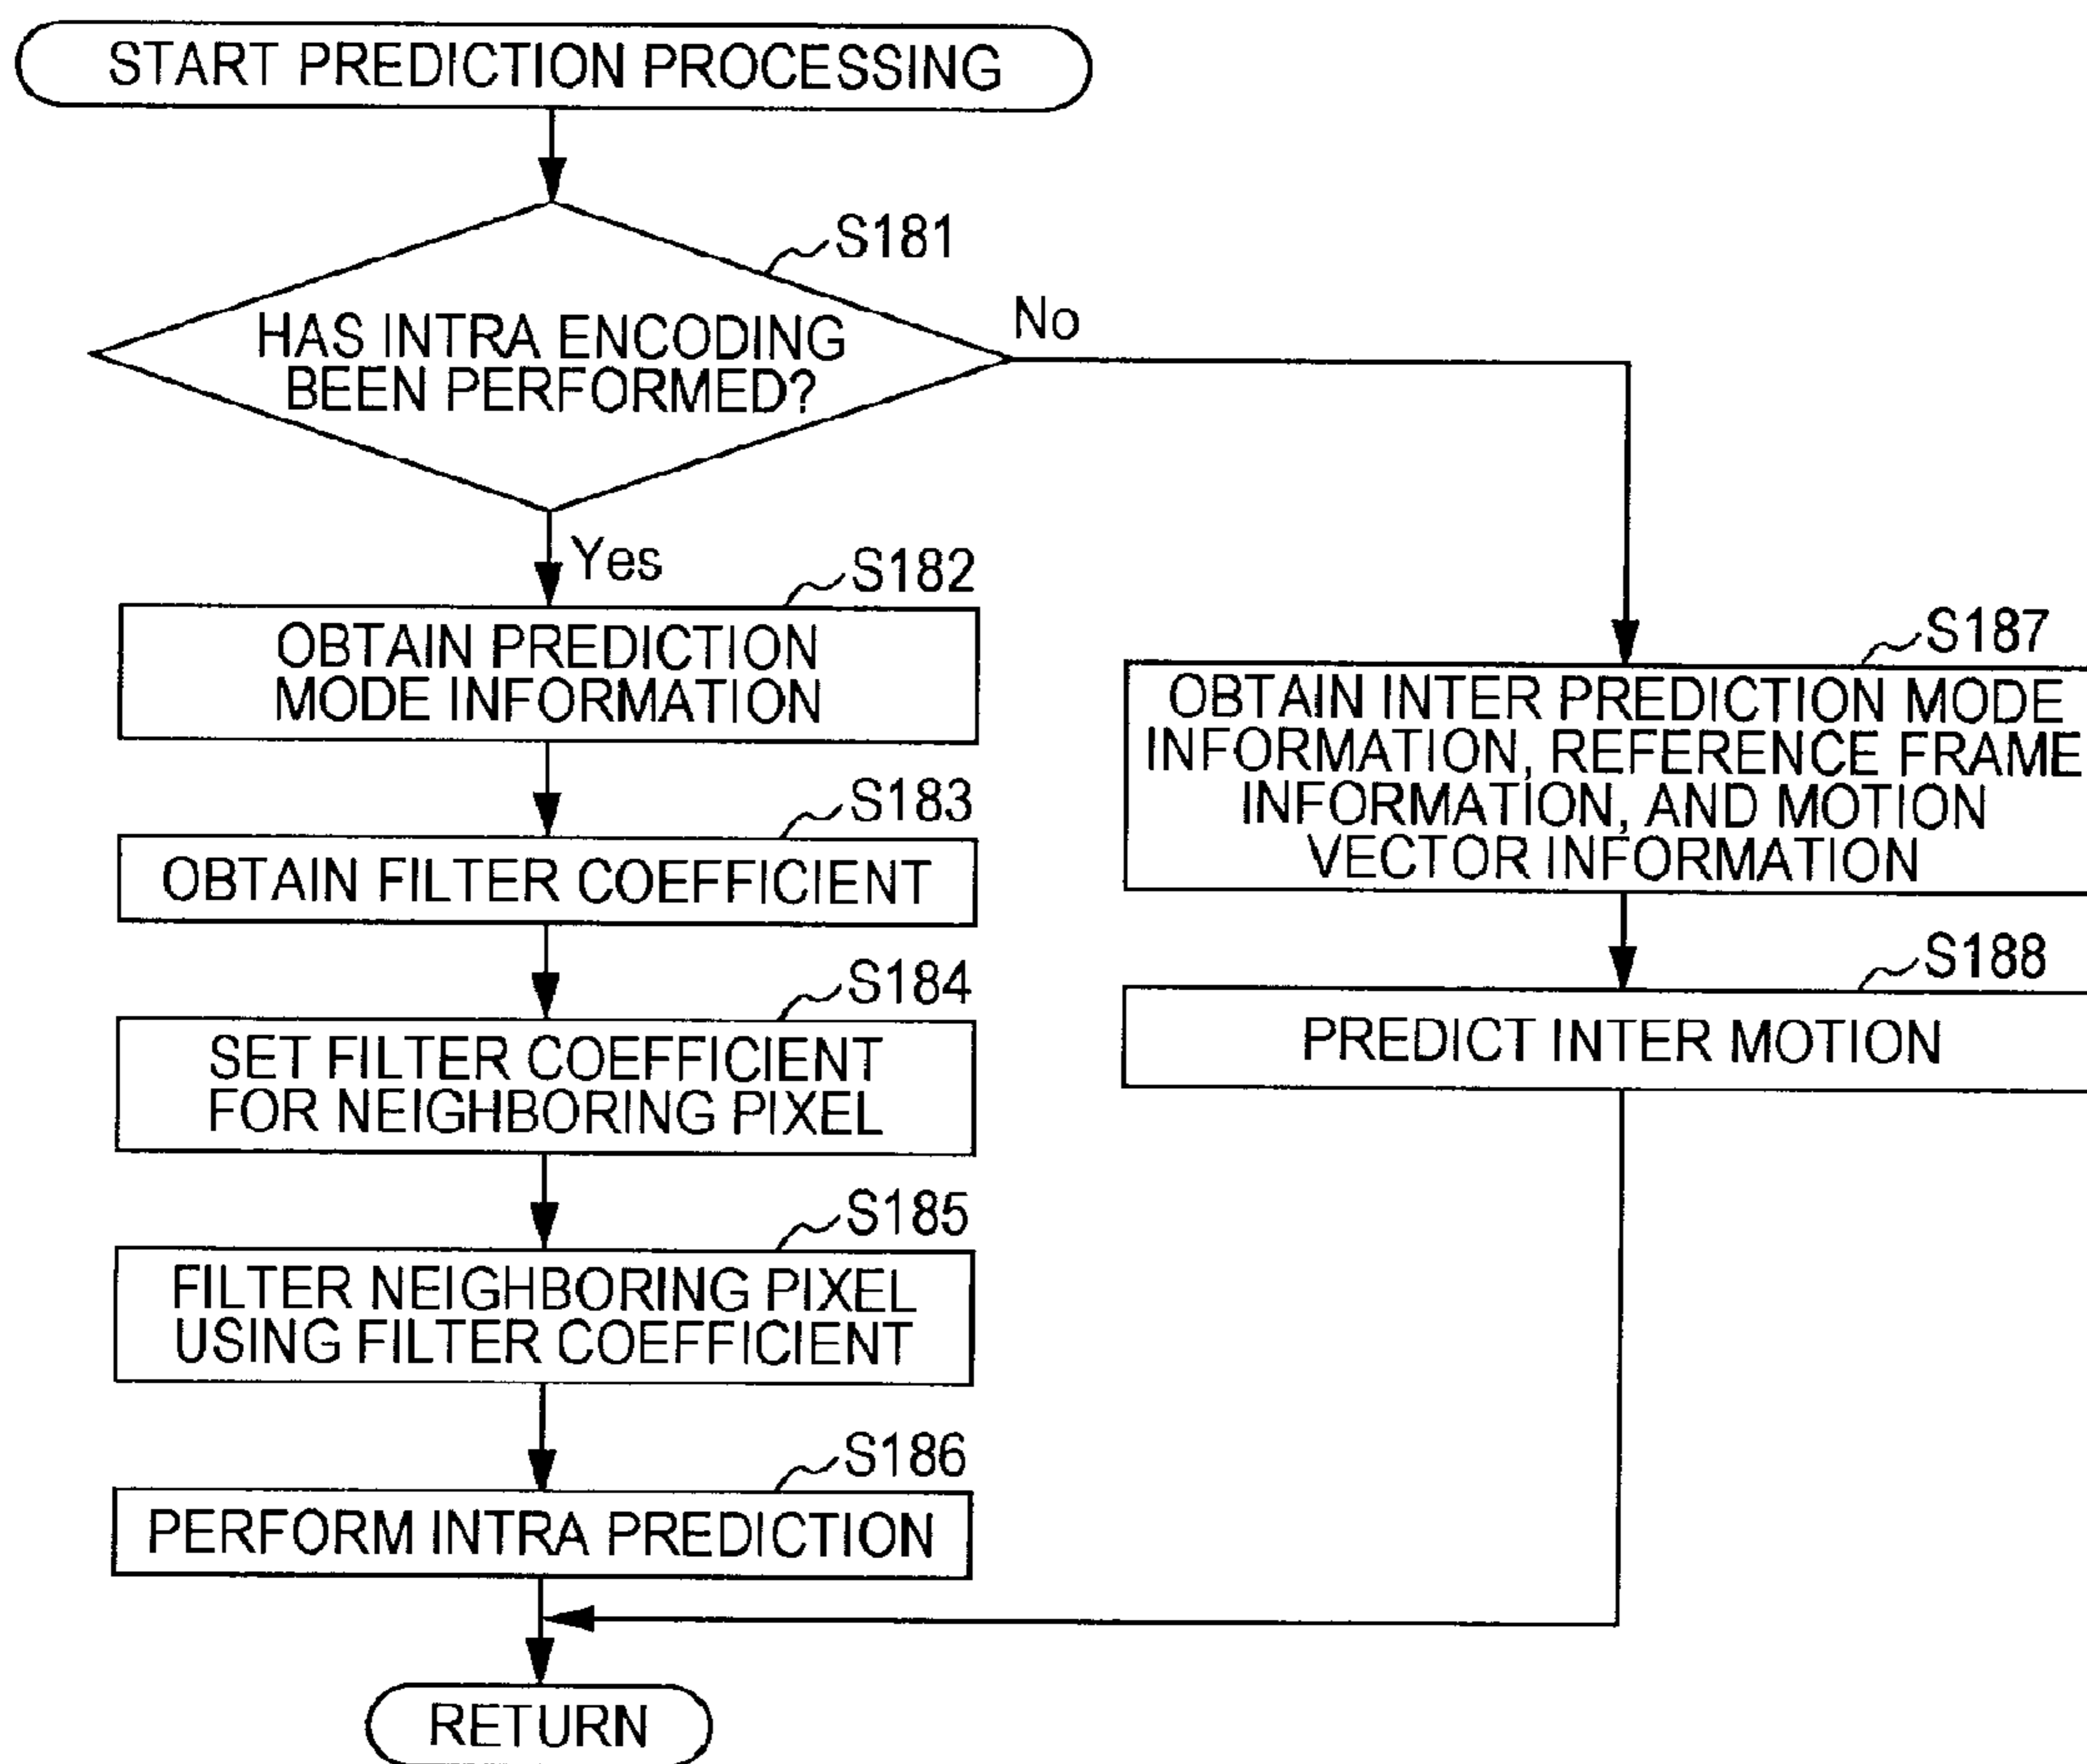 START PREDICTION PROCESSING
S181
HAS INTRA ENCODING
BEEN PERFORMED?
No
Yes
S182
OBTAIN PREDICTION
MODE INFORMATION
S183
OBTAIN FILTER COEFFICIENT
S184
SET FILTER COEFFICIENT
FOR NEIGHBORING PIXEL
S185
FILTER NEIGHBORING PIXEL
USING FILTER COEFFICIENT
S186
PERFORM INTRA PREDICTION
S187
OBTAIN INTER PREDICTION MODE
INFORMATION, REFERENCE FRAME
INFORMATION, AND MOTION
VECTOR INFORMATION
S188
PREDICT INTER MOTION
RETURN